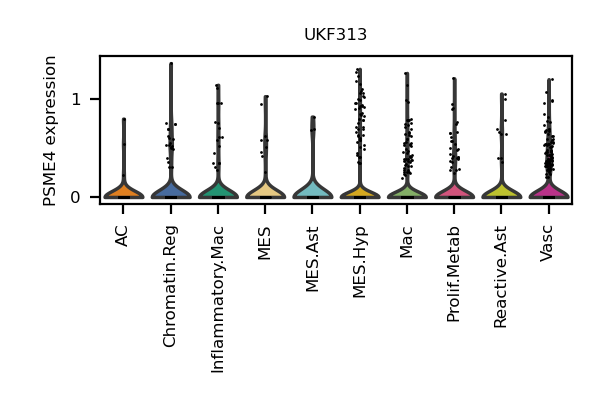 UKF313
PSME4 expression
1
0
AC
Chromatin.Reg
Inflammatory.Mac
MES
MES.Ast
MES.Hyp
Mac
Prolif.Metab
Reactive.Ast
Vasc